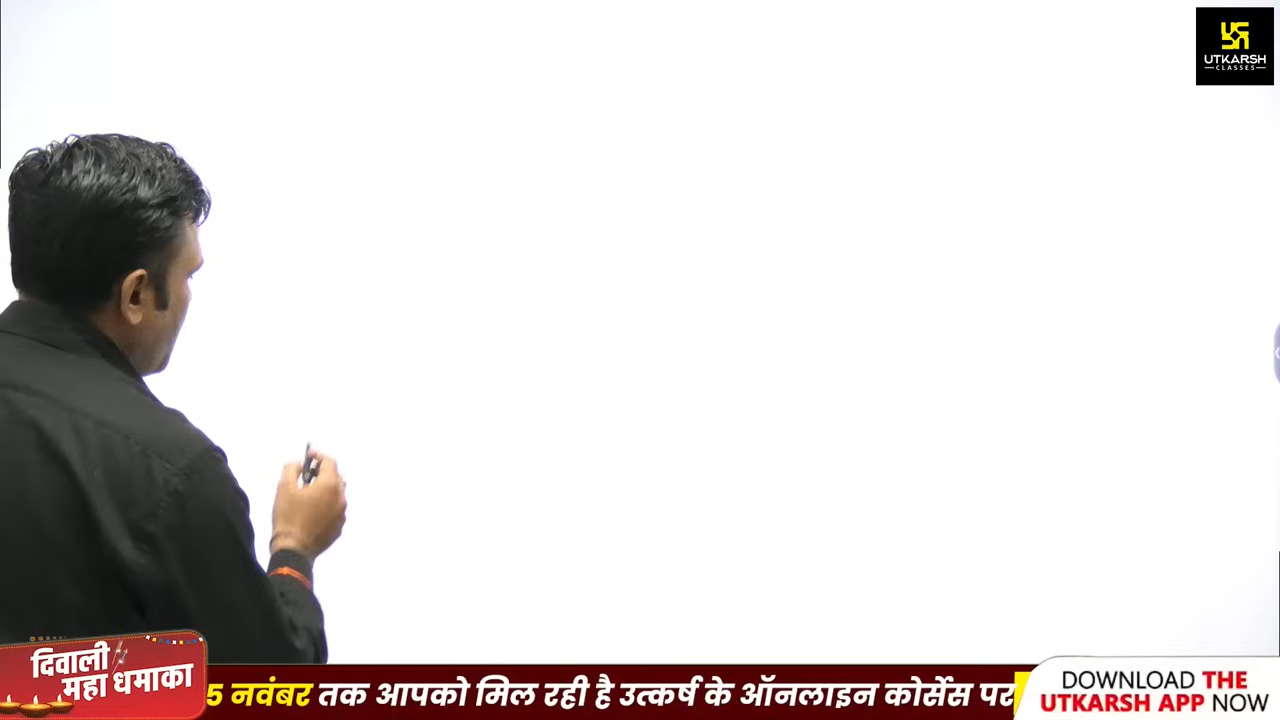 UTKARSH
CLASSES
दिवाली
महा धमाका
5 नवंबर तक आपको मिल रही है उत्कर्ष के ऑनलाइन कोर्सेस पर
DOWNLOAD THE
UTKARSH APP NOW